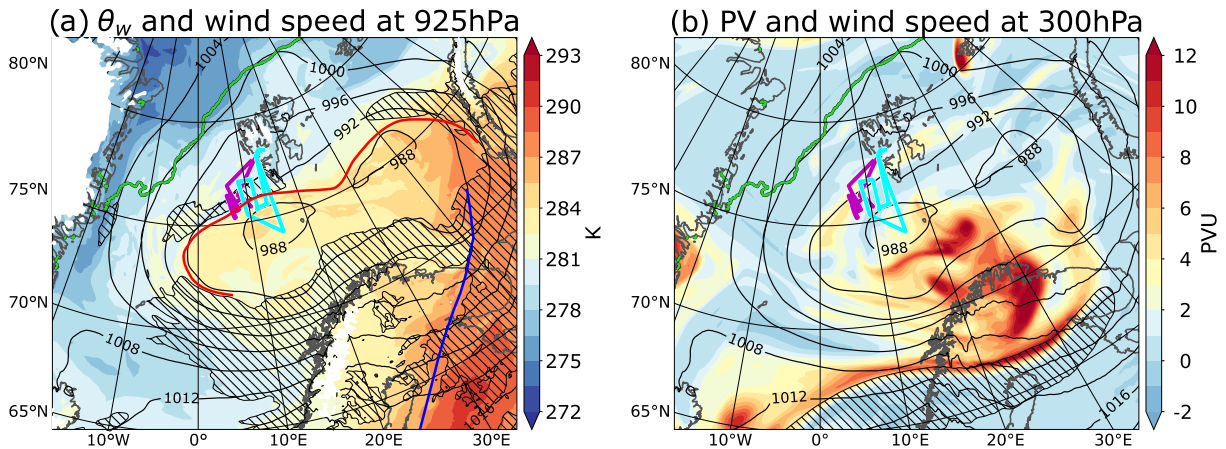 (a) θw and wind speed at 925hPa
(b) PV and wind speed at 300hPa
80°N
75°N
70°N
65°N
10°W
0°
10°E
20°E
30°E
1004
1000
996
992
988
988
1008
1012
1016
293
290
287
284
281
278
275
272
K
80°N
75°N
70°N
65°N
10°W
0°
10°E
20°E
30°E
1004
1000
996
992
988
988
1008
1012
1016
12
10
8
6
4
2
0
-2
PVU